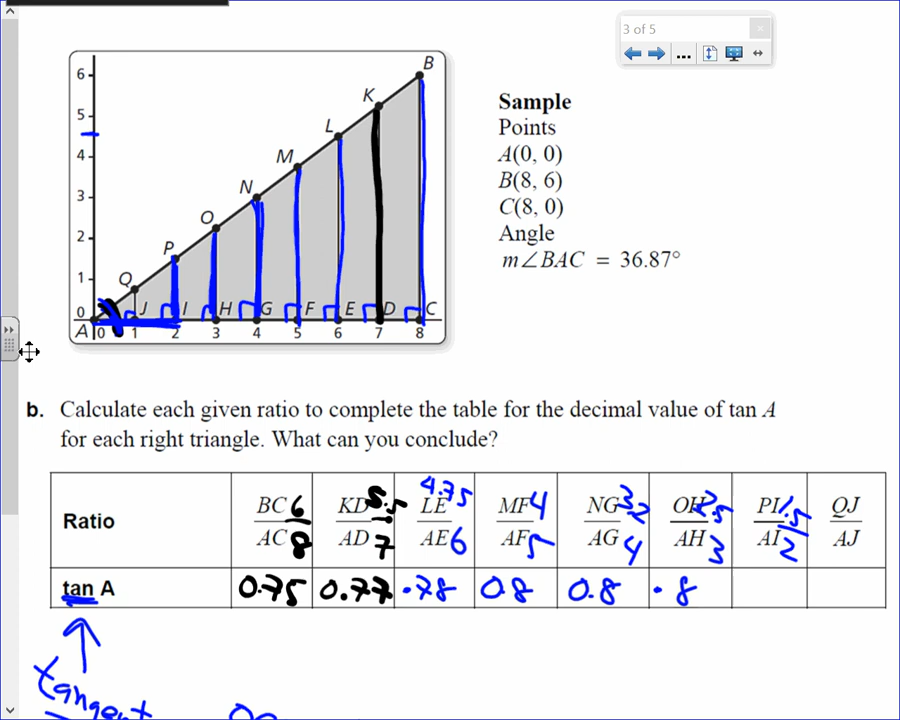 3 of 5
B
6
K
5
L
4
M
N
3
O
2
P
1
Q
0
J I H G F E D C
A 0 1 2 3 4 5 6 7 8
Sample
Points
A(0, 0)
B(8, 6)
C(8, 0)
Angle
m∠BAC = 36.87°
b. Calculate each given ratio to complete the table for the decimal value of tan A
for each right triangle. What can you conclude?
Ratio
BC 6
AC 8
KD 5.5
AD 7
4.75
LE
AE 6
MF 4
AF 5
NG 3.2
AG 4
OH 2.5
AH 3
PI 1.5
AI 2
QJ
AJ
tan A 0.75 0.77 .78 0.8 0.8 .8
tangent